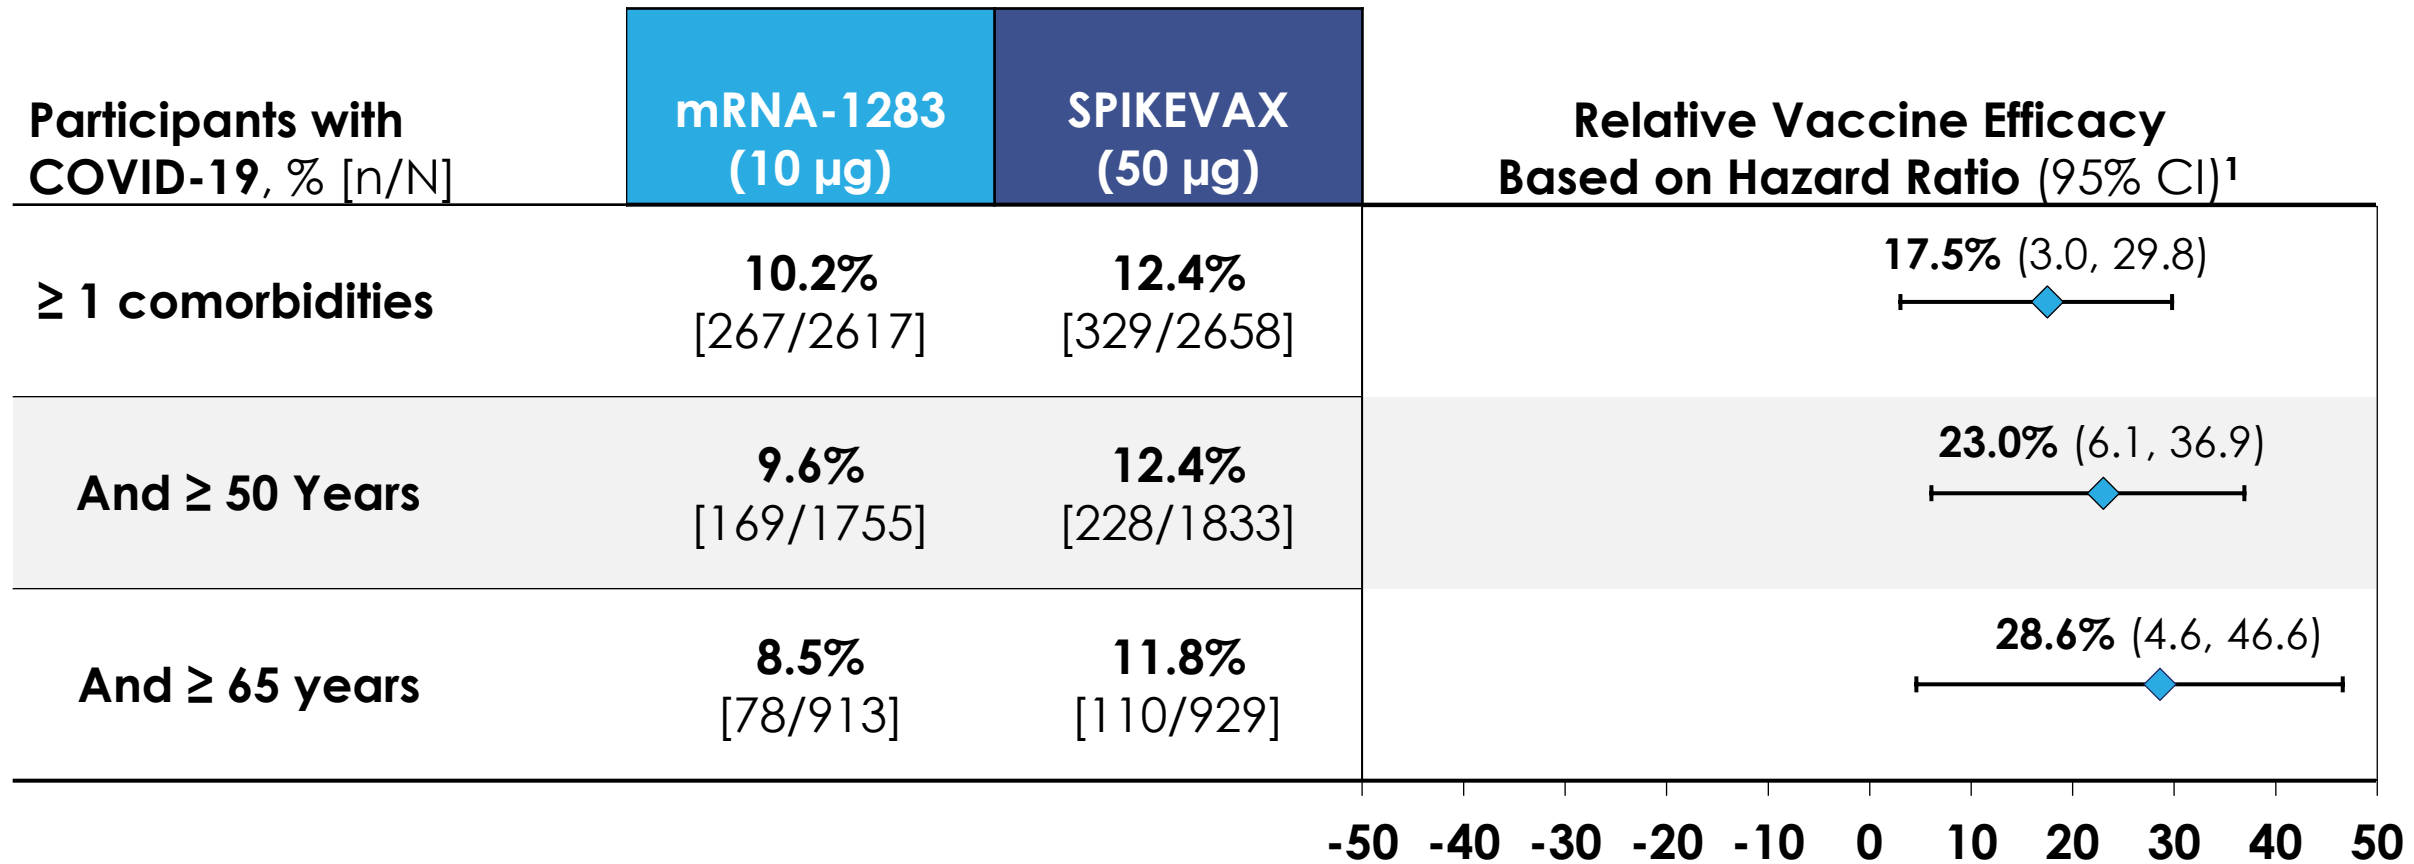 Participants with
COVID-19, % [n/N]
mRNA-1283
(10 µg)
SPIKEVAX
(50 µg)
Relative Vaccine Efficacy
Based on Hazard Ratio (95% CI)¹
≥ 1 comorbidities
10.2%
[267/2617]
12.4%
[329/2658]
17.5% (3.0, 29.8)
And ≥ 50 Years
9.6%
[169/1755]
12.4%
[228/1833]
23.0% (6.1, 36.9)
And ≥ 65 years
8.5%
[78/913]
11.8%
[110/929]
28.6% (4.6, 46.6)
-50 -40 -30 -20 -10 0 10 20 30 40 50